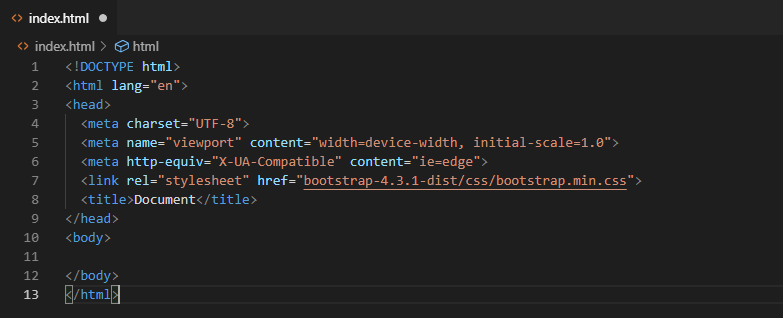 <> index.html ●
<> index.html > html
1 <!DOCTYPE html>
2 <html lang="en">
3 <head>
4 <meta charset="UTF-8">
5 <meta name="viewport" content="width=device-width, initial-scale=1.0">
6 <meta http-equiv="X-UA-Compatible" content="ie=edge">
7 <link rel="stylesheet" href="bootstrap-4.3.1-dist/css/bootstrap.min.css">
8 <title>Document</title>
9 </head>
10 <body>
11
12 </body>
13 </html>